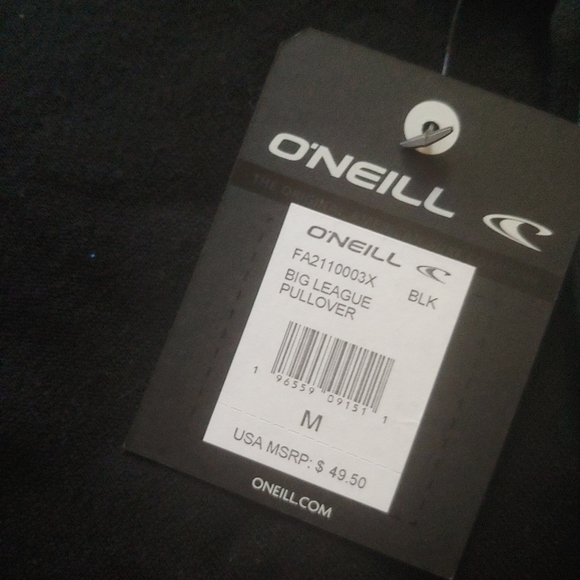 O'NEILL
O'NEILL
FA2110003X BLK
BIG LEAGUE
PULLOVER
1 96559 09151 1
M
USA MSRP: $ 49.50
ONEILL.COM